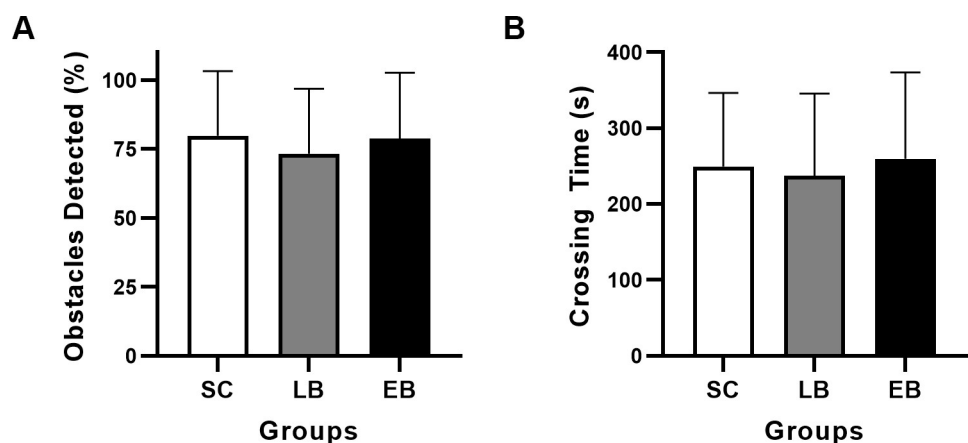 A
Obstacles Detected (%)
100
75
50
25
0
SC LB EB
Groups
B
Crossing Time (s)
400
300
200
100
0
SC LB EB
Groups